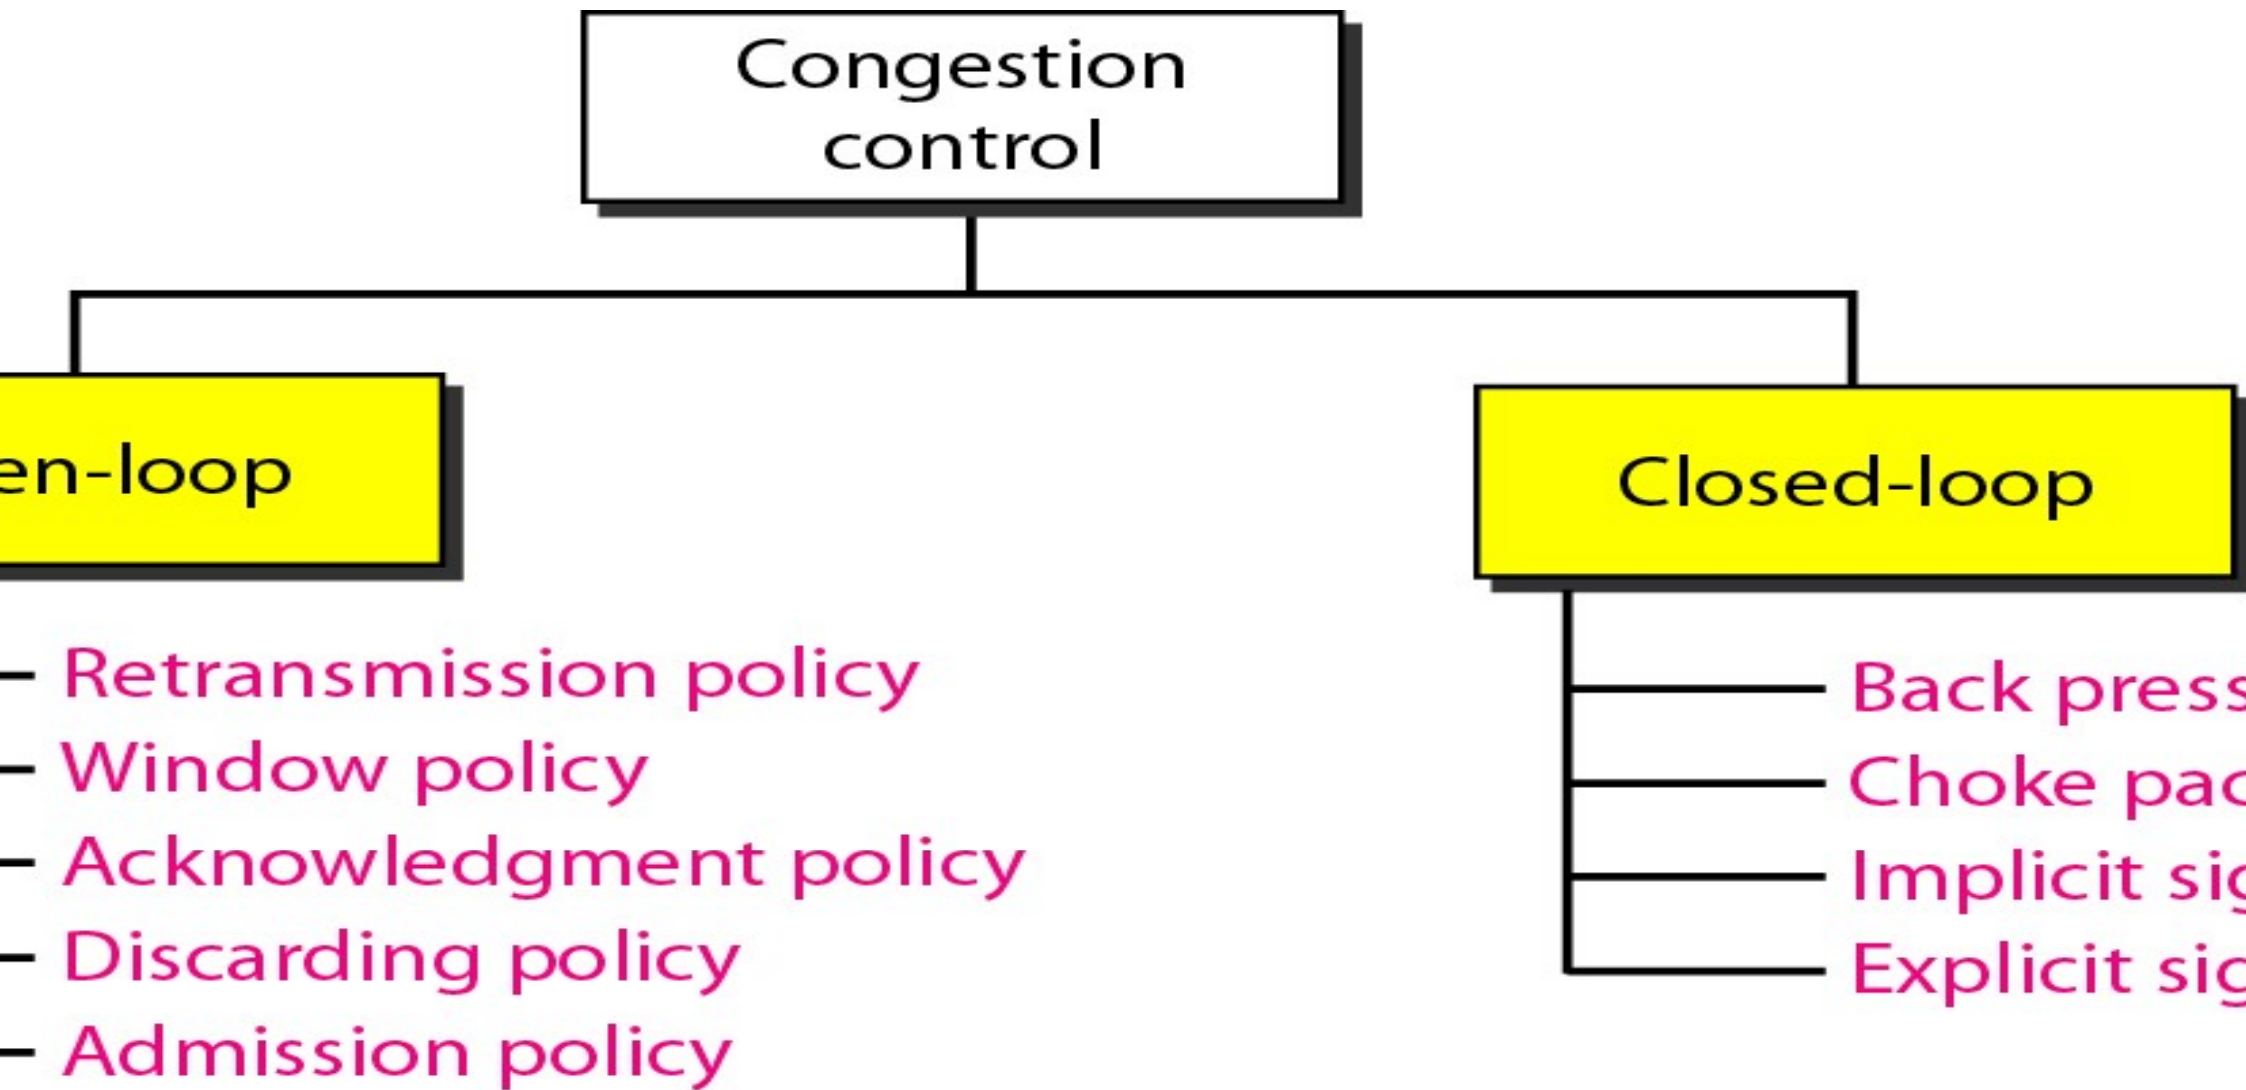 Congestion
control
en-loop
Closed-loop
Retransmission policy
Window policy
Acknowledgment policy
Discarding policy
Admission policy
Back press
Choke pac
Implicit sig
Explicit sig